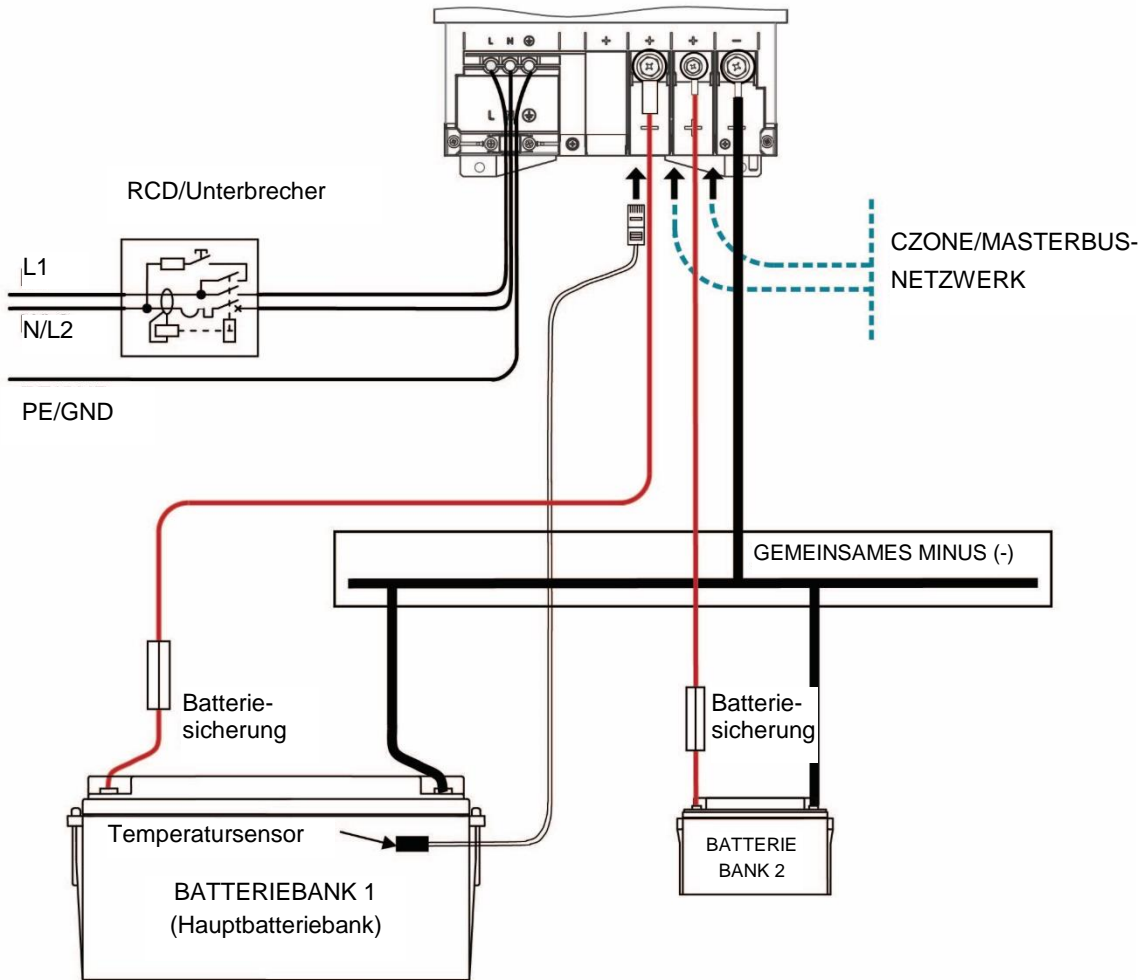 L N
+ + + -
L
- + -
RCD/Unterbrecher
L1
N/L2
PE/GND
CZONE/MASTERBUS-
NETZWERK
GEMEINSAMES MINUS (-)
Batterie-
sicherung
Batterie-
sicherung
Temperatursensor
BATTERIEBANK 1
(Hauptbatteriebank)
BATTERIE
BANK 2